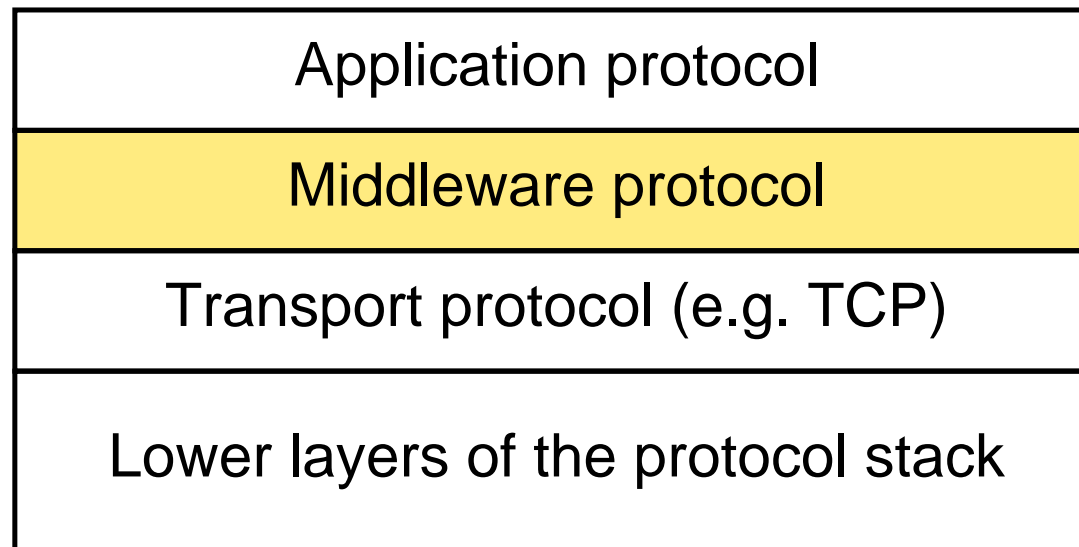 Application protocol
Middleware protocol
Transport protocol (e.g. TCP)
Lower layers of the protocol stack